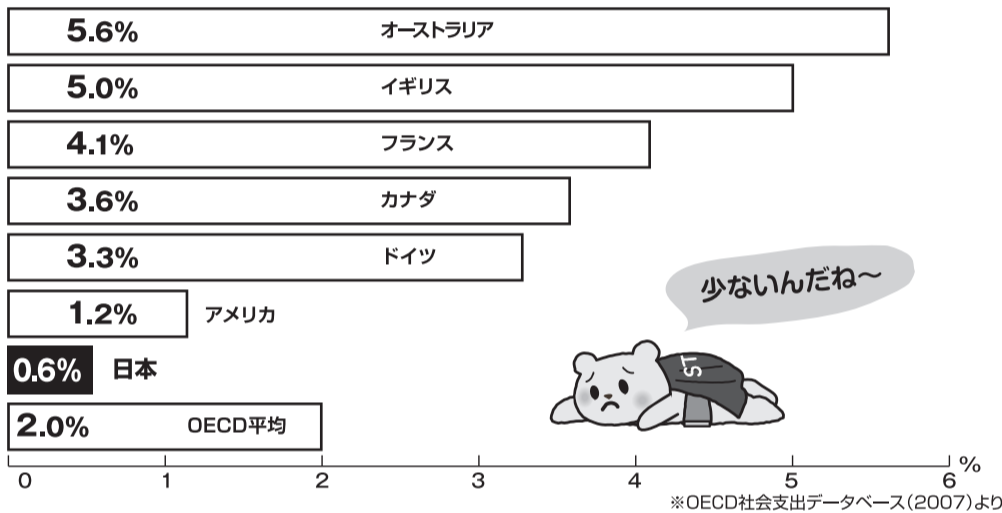 5.6% オーストラリア
5.0% イギリス
4.1% フランス
3.6% カナダ
3.3% ドイツ
1.2% アメリカ
0.6% 日本
2.0% OECD平均
少ないんだね〜
ST
0 1 2 3 4 5 6 %
※OECD社会支出データベース(2007)より